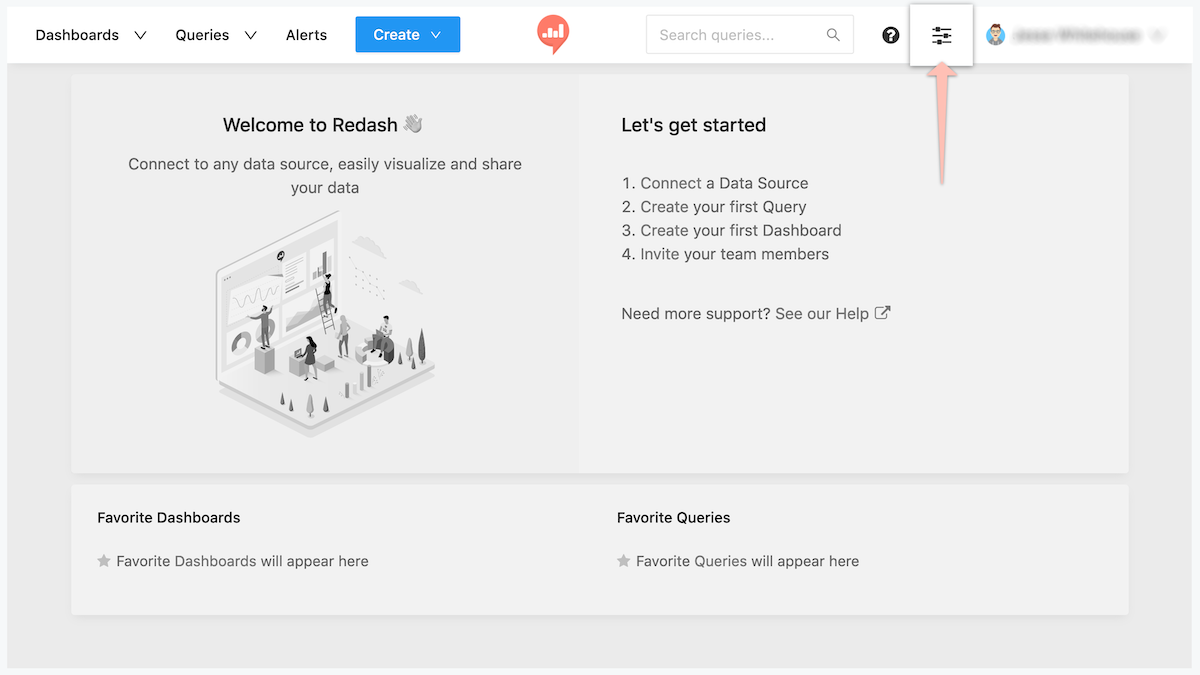 Dashboards
Queries
Alerts
Create
Search queries...
Welcome to Redash
Connect to any data source, easily visualize and share
your data
Let's get started
1. Connect a Data Source
2. Create your first Query
3. Create your first Dashboard
4. Invite your team members
Need more support? See our Help
Favorite Dashboards
Favorite Dashboards will appear here
Favorite Queries
Favorite Queries will appear here